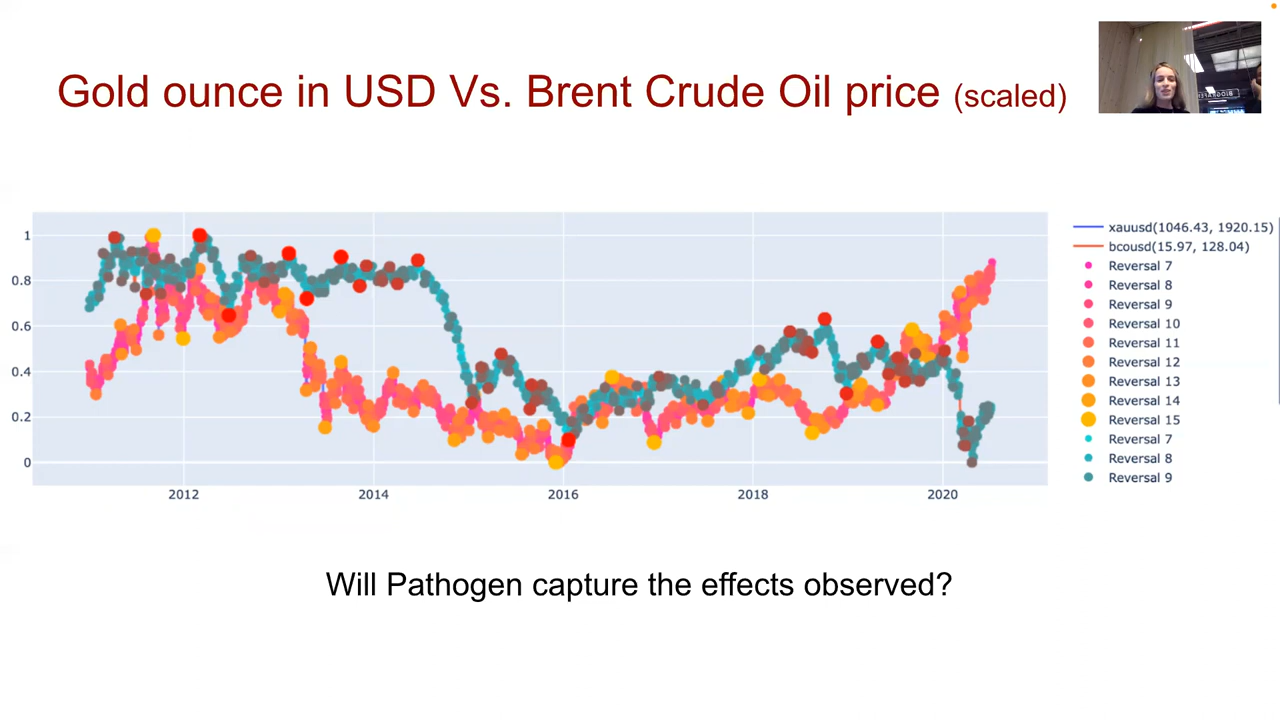 Gold ounce in USD Vs. Brent Crude Oil price (scaled)
1
0.8
0.6
0.4
0.2
0
2012
2014
2016
2018
2020
xauusd(1046.43, 1920.15)
bcousd(15.97, 128.04)
Reversal 7
Reversal 8
Reversal 9
Reversal 10
Reversal 11
Reversal 12
Reversal 13
Reversal 14
Reversal 15
Reversal 7
Reversal 8
Reversal 9
Will Pathogen capture the effects observed?